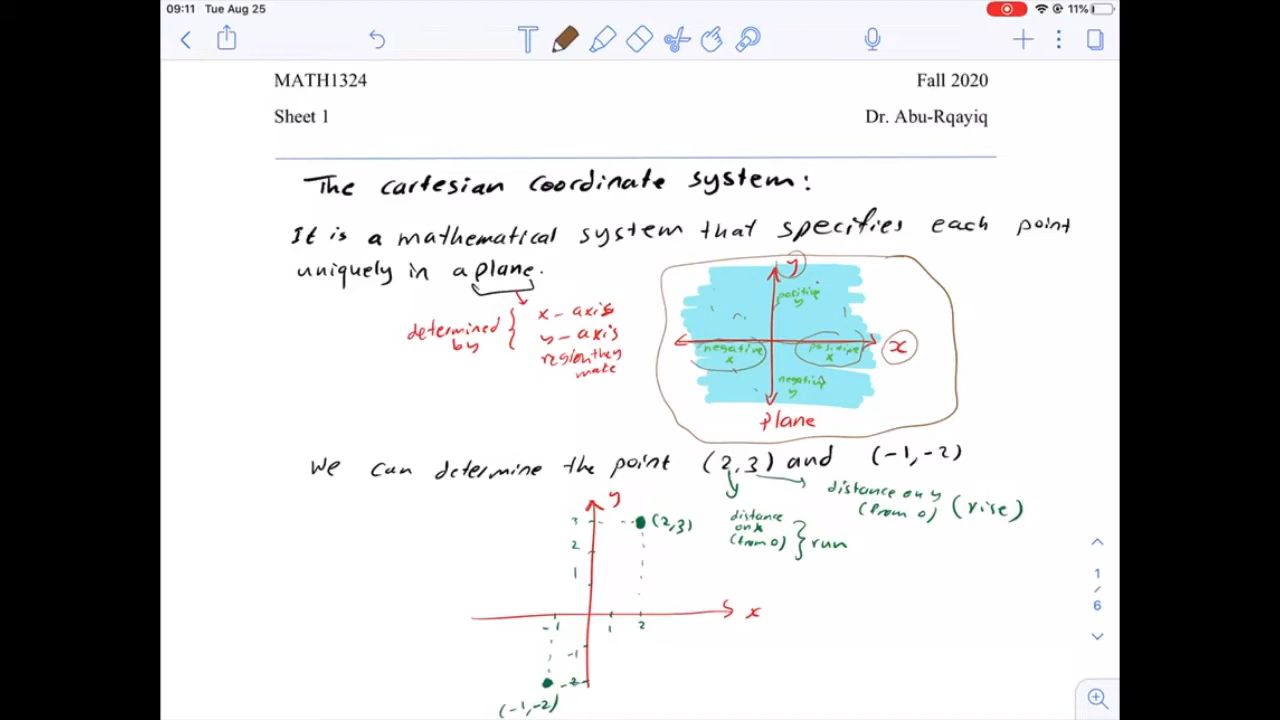 09:11 Tue Aug 25
11%
MATH1324
Fall 2020
Sheet 1
Dr. Abu-Rqayiq
The cartesian coordinate system:
It is a mathematical system that specifies each point
uniquely in a plane.
determined
by
x-axis
y-axis
region they
make
y
positive
y
negative
x
positive
x
x
negative
y
plane
We can determine the point (2,3) and (-1,-2)
distance on y
(from 0) (rise)
distance
on x
(from 0)
run
y
3
(2,3)
2
1
x
-1
1
2
-1
-2
(-1,-2)
1
/
6